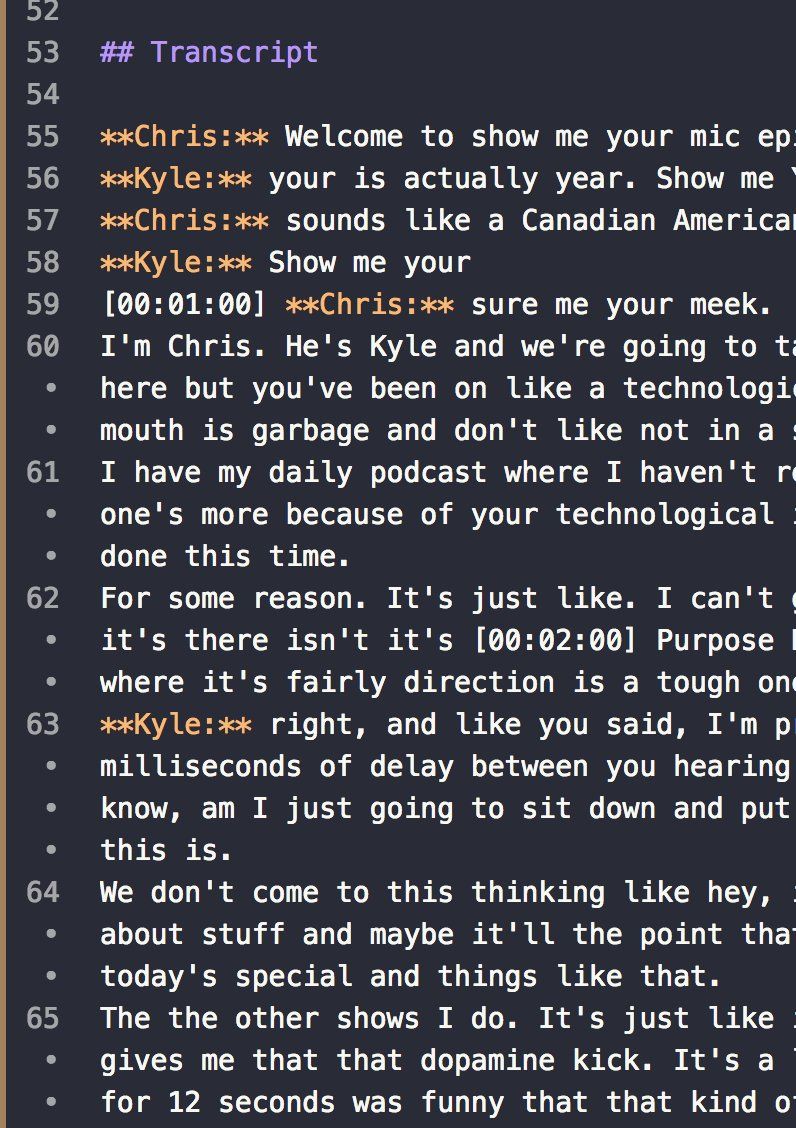 52
53 ## Transcript
54
55 **Chris:** Welcome to show me your mic
56 **Kyle:** your is actually year. Show me
57 **Chris:** sounds like a Canadian
58 **Kyle:** Show me your
59 [00:01:00] **Chris:** sure me your meek.
60 I'm Chris. He's Kyle and we're going to
• here but you've been on like a
• mouth is garbage and don't like not in a
61 I have my daily podcast where I haven't
• one's more because of your technological
• done this time.
62 For some reason. It's just like. I can't
• it's there isn't it's [00:02:00] Purpose
• where it's fairly direction is a tough
63 **Kyle:** right, and like you said, I'm
• milliseconds of delay between you hearing
• know, am I just going to sit down and put
• this is.
64 We don't come to this thinking like hey,
• about stuff and maybe it'll the point
• today's special and things like that.
65 The the other shows I do. It's just like
• gives me that that dopamine kick. It's a
• for 12 seconds was funny that that kind